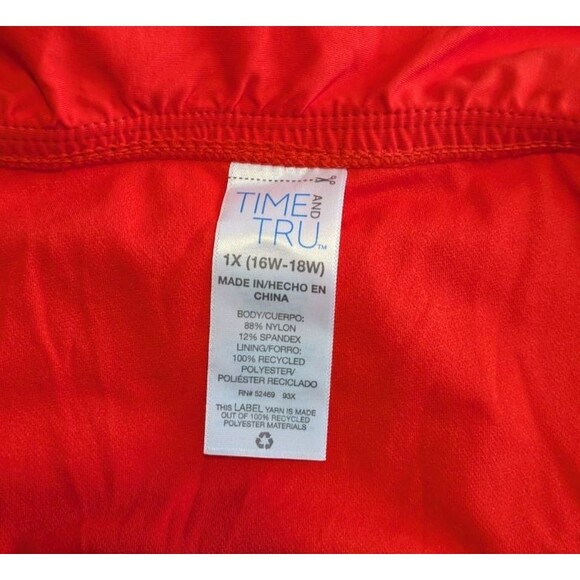 TIME AND
TRU™
1X (16W-18W)
MADE IN/HECHO EN
CHINA
BODY/CUERPO:
88% NYLON
12% SPANDEX
LINING/FORRO:
100% RECYCLED
POLYESTER/
POLIÉSTER RECICLADO
RN# 52469 93X
THIS LABEL YARN IS MADE
OUT OF 100% RECYCLED
POLYESTER MATERIALS